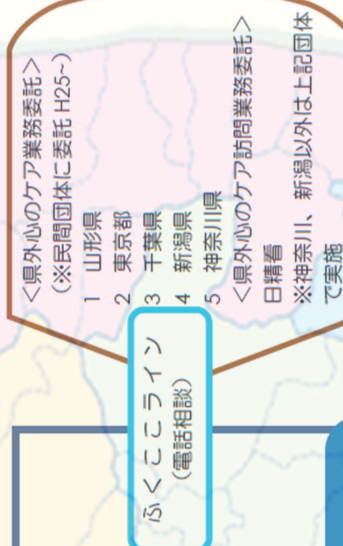 <県外心のケア業務委託>
(※民間団体に委託 H25~)
1 山形県
2 東京都
3 千葉県
4 新潟県
5 神奈川県
<県外心のケア訪問業務委託>
日精看
※神奈川、新潟以外は上記団体
で実施
ふくここライン
(電話相談)